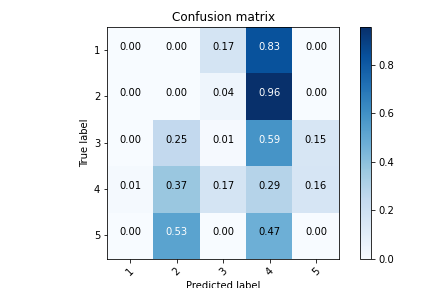 Confusion matrix
1 0.00 0.00 0.17 0.83 0.00
2 0.00 0.00 0.04 0.96 0.00
3 0.00 0.25 0.01 0.59 0.15
4 0.01 0.37 0.17 0.29 0.16
5 0.00 0.53 0.00 0.47 0.00
1 2 3 4 5
True label
Predicted label
0.8
0.6
0.4
0.2
0.0